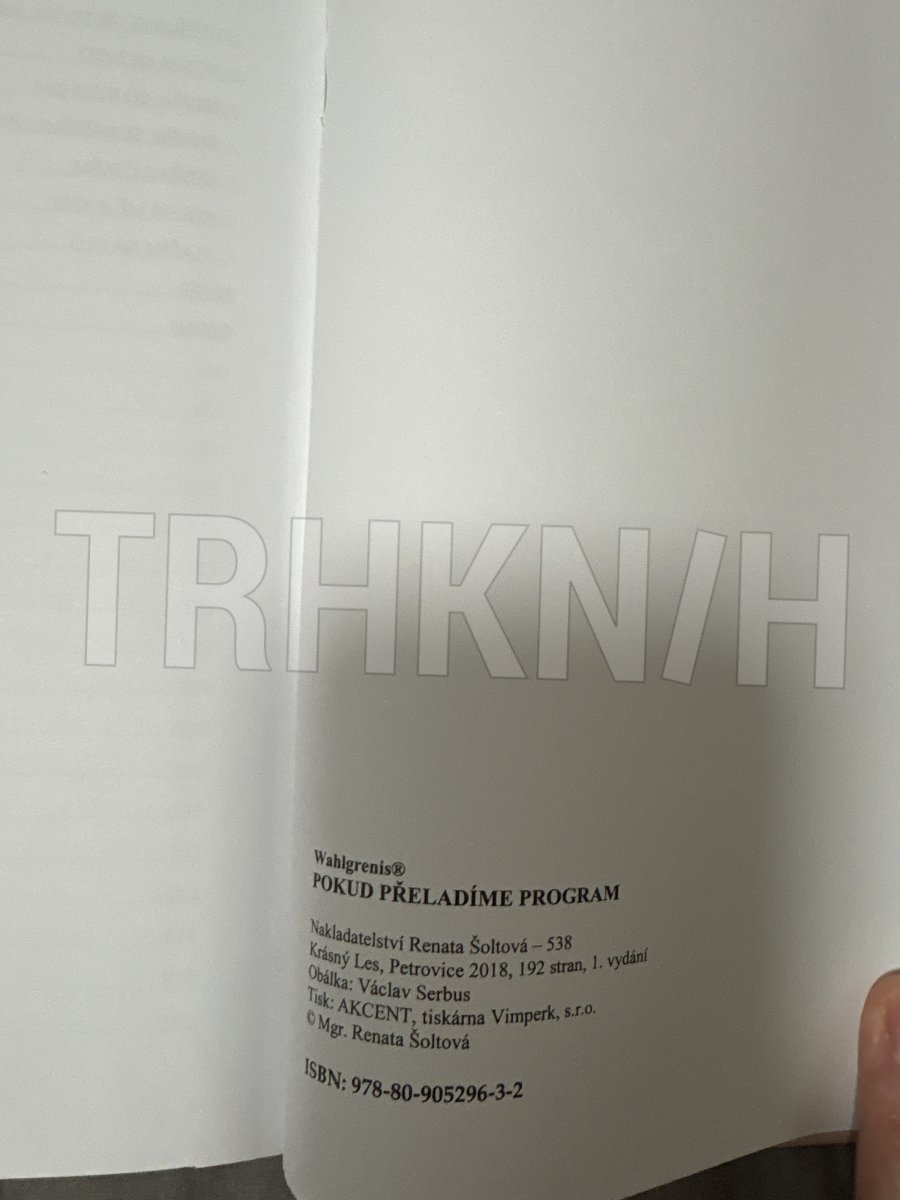 TRHKNIH
Wahlgrenis®
POKUD PŘELADÍME PROGRAM
Nakladatelství Renata Šoltová – 538
Krásný Les, Petrovice 2018, 192 stran, 1. vydání
Obálka: Václav Serbus
Tisk: AKCENT, tiskárna Vimperk, s.r.o.
© Mgr. Renata Šoltová
ISBN: 978-80-905296-3-2